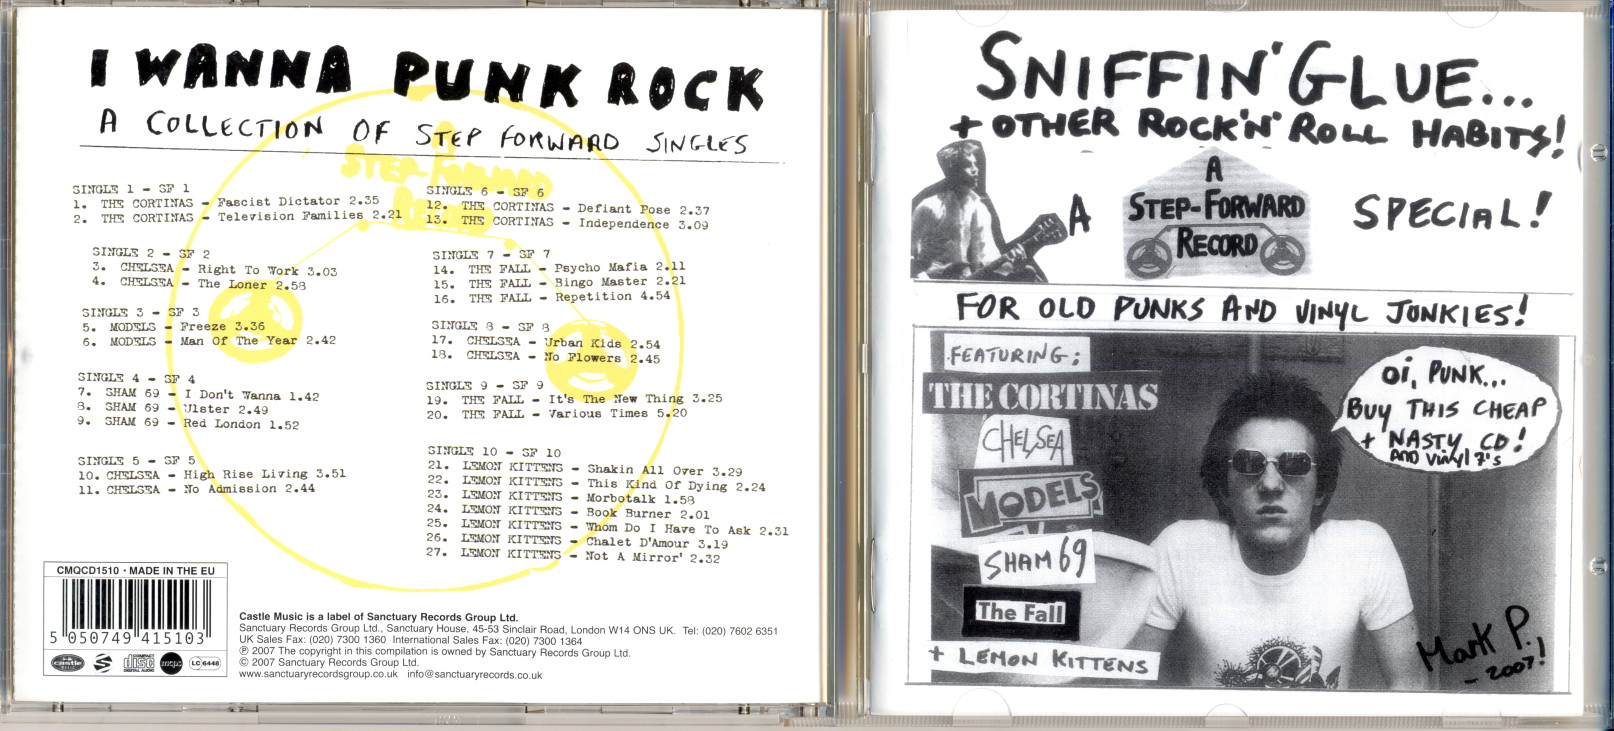 I WANNA PUNK ROCK
A COLLECTION OF STEP FORWARD SINGLES
A
STEP-FORWARD
RECORD
SINGLE 1 - SF 1
1. THE CORTINAS - Fascist Dictator 2.35
2. THE CORTINAS - Television Families 2.21
SINGLE 2 - SF 2
3. CHELSEA - Right To Work 3.03
4. CHELSEA - The Loner 2.58
SINGLE 3 - SF 3
5. MODELS - Freeze 3.36
6. MODELS - Man Of The Year 2.42
SINGLE 4 - SF 4
7. SHAM 69 - I Don't Wanna 1.42
8. SHAM 69 - Ulster 2.49
9. SHAM 69 - Red London 1.52
SINGLE 5 - SF 5
10. CHELSEA - High Rise Living 3.51
11. CHELSEA - No Admission 2.44
SINGLE 6 - SF 6
12. THE CORTINAS - Defiant Pose 2.37
13. THE CORTINAS - Independence 3.09
SINGLE 7 - SF 7
14. THE FALL - Psycho Mafia 2.11
15. THE FALL - Bingo Master 2.21
16. THE FALL - Repetition 4.54
SINGLE 8 - SF 8
17. CHELSEA - Urban Kids 2.54
18. CHELSEA - No Flowers 2.45
SINGLE 9 - SF 9
19. THE FALL - It's The New Thing 3.25
20. THE FALL - Various Times 5.20
SINGLE 10 - SF 10
21. LEMON KITTENS - Shakin All Over 3.29
22. LEMON KITTENS - This Kind Of Dying 2.24
23. LEMON KITTENS - Morbotalk 1.58
24. LEMON KITTENS - Book Burner 2.01
25. LEMON KITTENS - Whom Do I Have To Ask 2.31
26. LEMON KITTENS - Chalet D'Amour 3.19
27. LEMON KITTENS - Not A Mirror' 2.32
CMQCD1510 · MADE IN THE EU
5 050749 415103
castle
S
COMPACT
disc
DIGITAL AUDIO
mcps
LC 6448
Castle Music is a label of Sanctuary Records Group Ltd.
Sanctuary Records Group Ltd., Sanctuary House, 45-53 Sinclair Road, London W14 ONS UK. Tel: (020) 7602 6351
UK Sales Fax: (020) 7300 1360 International Sales Fax: (020) 7300 1364
℗ 2007 The copyright in this compilation is owned by Sanctuary Records Group Ltd.
© 2007 Sanctuary Records Group Ltd.
www.sanctuaryrecordsgroup.co.uk info@sanctuaryrecords.co.uk
SNIFFIN' GLUE...
+ OTHER ROCK'N' ROLL HABITS!
A
A
STEP-FORWARD
RECORD
SPECIAL!
FOR OLD PUNKS AND VINYL JUNKIES!
FEATURING:
THE CORTINAS
CHELSEA
MODELS
SHAM 69
The Fall
+ LEMON KITTENS
Oi, PUNK...
BUY THIS CHEAP
+ NASTY CD!
AND Vinyl 7's
Mark P.
- 2007!